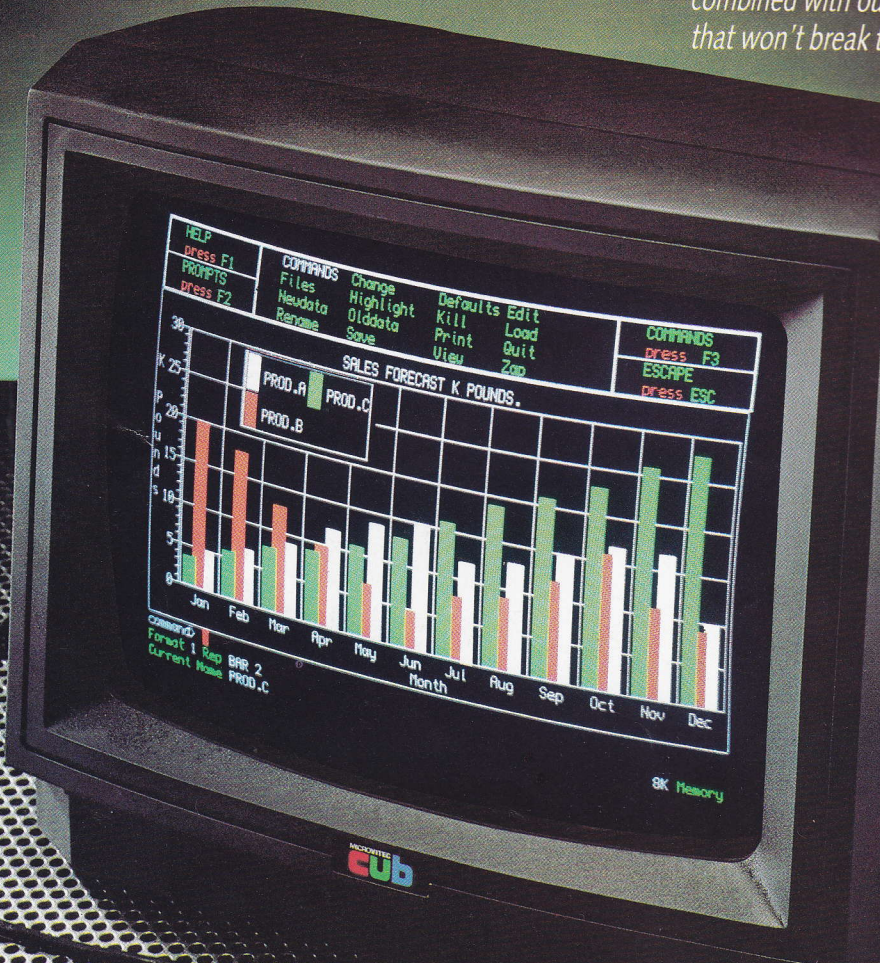 combined with ou
that won't break t
HELP
press F1
PROMPTS
press F2
COMMANDS Change Defaults Edit
Files Highlight Kill Load
Newdata Olddata Print Quit
Rename Save View Zap
COMMANDS
press F3
ESCAPE
press ESC
SALES FORECAST K POUNDS.
PROD.A PROD.C
PROD.B
K Pounds
30
25
20
15
10
5
0
Jan Feb Mar Apr May Jun Jul Aug Sep Oct Nov Dec
Month
command>
Format 1 Rep BAR 2
Current Name PROD.C
8K Memory
MICROVITEC
cub